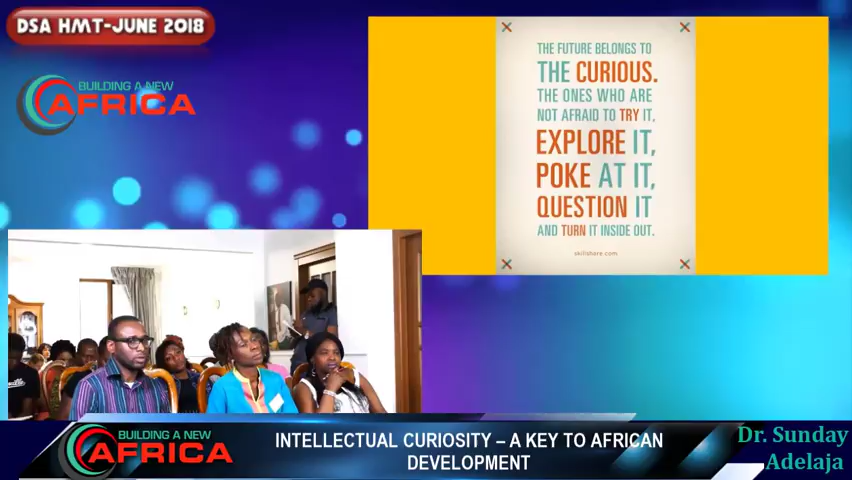 DSA HMT-JUNE 2018
BUILDING A NEW
AFRICA
THE FUTURE BELONGS TO
THE CURIOUS.
THE ONES WHO ARE
NOT AFRAID TO TRY IT,
EXPLORE IT,
POKE AT IT,
QUESTION IT
AND TURN IT INSIDE OUT.
skillshare.com
BUILDING A NEW
AFRICA
INTELLECTUAL CURIOSITY – A KEY TO AFRICAN
DEVELOPMENT
Dr. Sunday
Adelaja